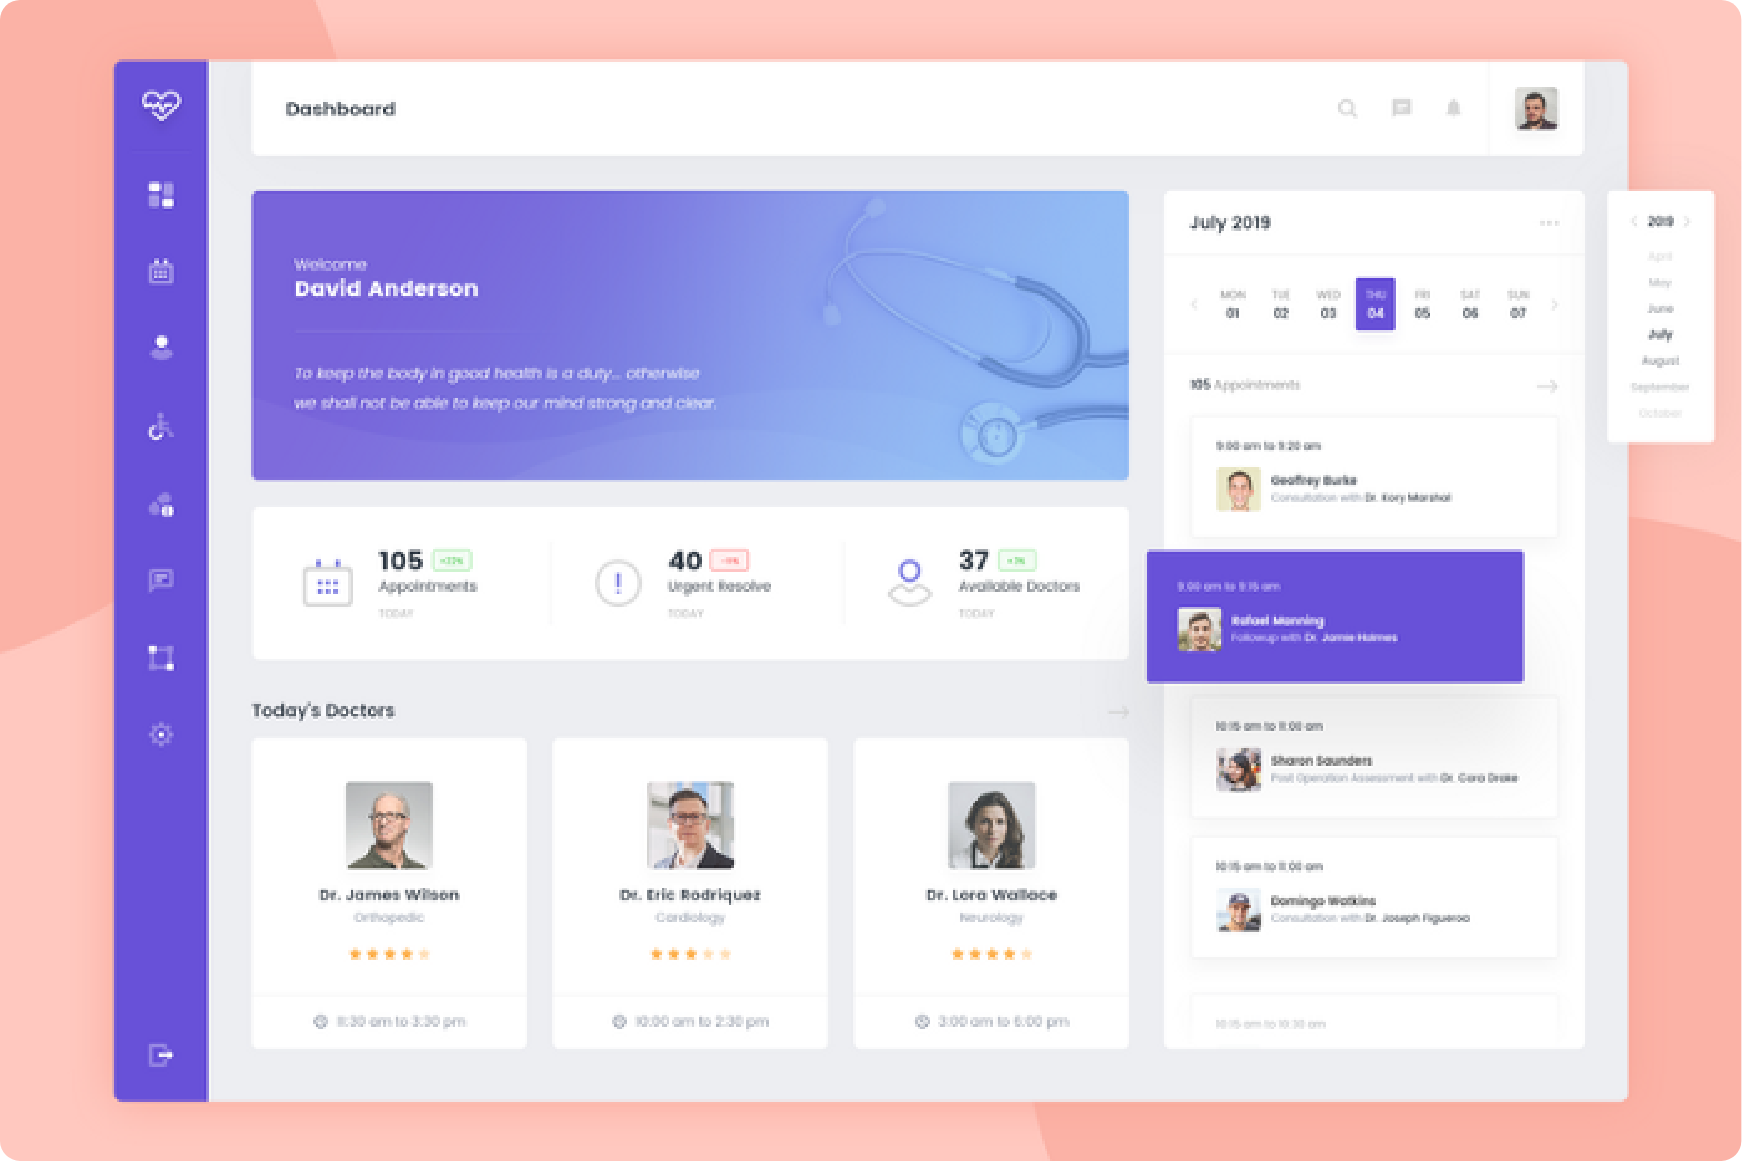 Dashboard
Welcome
David Anderson
To keep the body in good health is a duty... otherwise
we shall not be able to keep our mind strong and clear.
105
Appointments
TODAY
40
Urgent Resolve
TODAY
37
Available Doctors
TODAY
Today's Doctors
Dr. James Wilson
Orthopedic
11:30 am to 3:30 pm
Dr. Eric Rodriquez
Cardiology
10:00 am to 2:30 pm
Dr. Lora Wallace
Neurology
3:00 am to 6:00 pm
July 2019
MON TUE WED THU FRI SAT SUN
01 02 03 04 05 06 07
105 Appointments
9:00 am to 9:20 am
Geoffrey Burke
Consultation with Dr. Kory Marshal
9:00 am to 9:15 am
Rafael Manning
Followup with Dr. Jamie Holmes
10:15 am to 11:00 am
Sharon Saunders
Post Operation Assessment with Dr. Cara Drake
10:15 am to 11:00 am
Domingo Watkins
Consultation with Dr. Joseph Figueroa
10:15 am to 10:30 am
2019
April
May
June
July
August
September
October